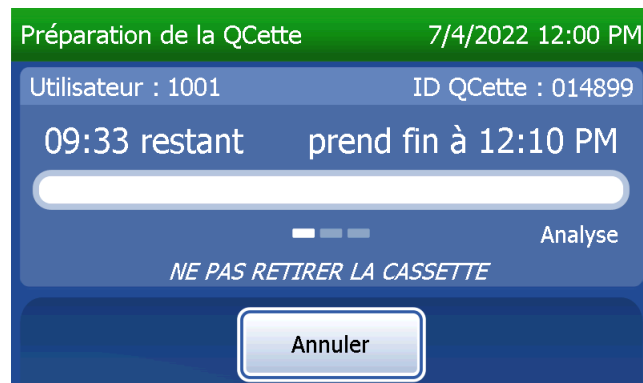 Préparation de la QCette 7/4/2022 12:00 PM
Utilisateur : 1001 ID QCette : 014899
09:33 restant prend fin à 12:10 PM
Analyse
NE PAS RETIRER LA CASSETTE
Annuler